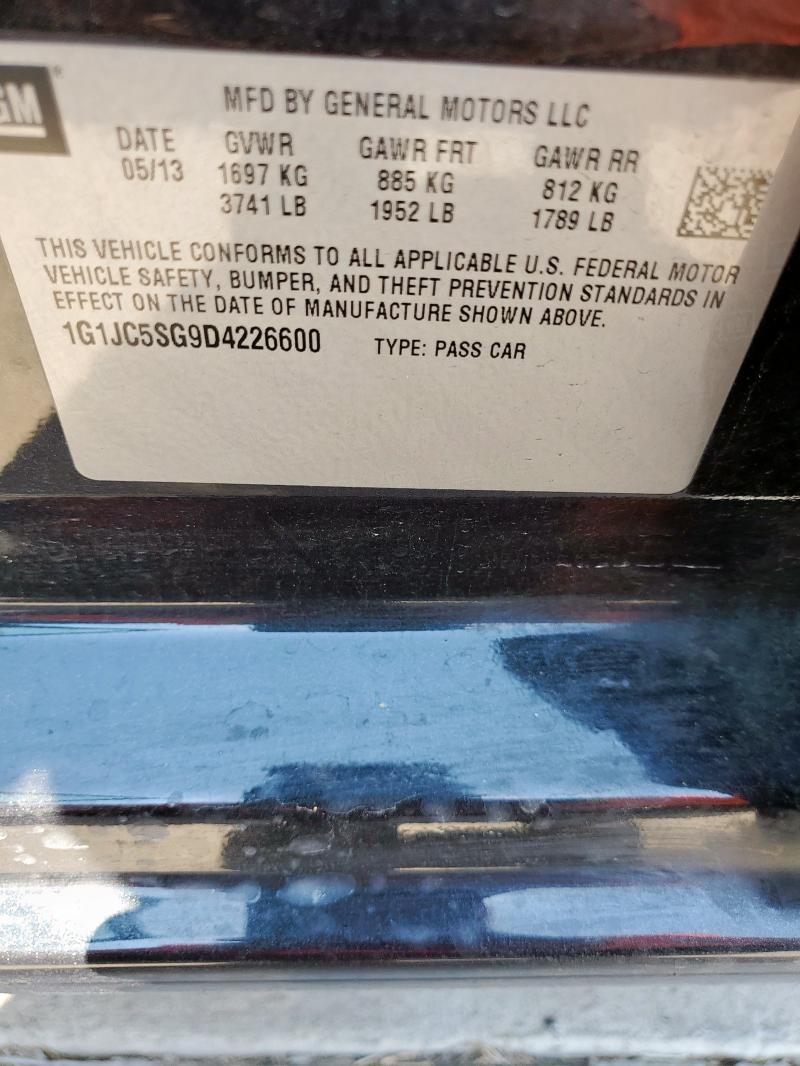 GM
MFD BY GENERAL MOTORS LLC
DATE GVWR GAWR FRT GAWR RR
05/13 1697 KG 885 KG 812 KG
3741 LB 1952 LB 1789 LB
THIS VEHICLE CONFORMS TO ALL APPLICABLE U.S. FEDERAL MOTOR
VEHICLE SAFETY, BUMPER, AND THEFT PREVENTION STANDARDS IN
EFFECT ON THE DATE OF MANUFACTURE SHOWN ABOVE.
1G1JC5SG9D4226600 TYPE: PASS CAR